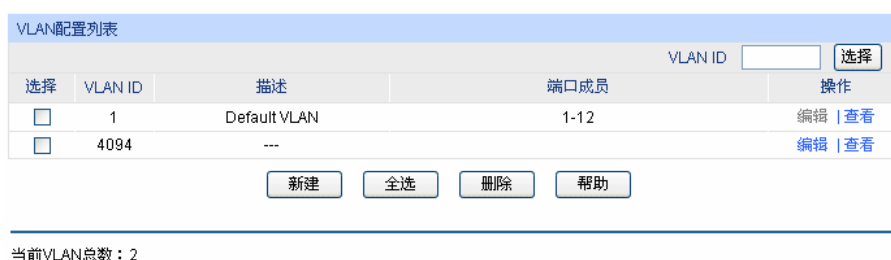 VLAN配置列表
VLAN ID 选择
选择 VLAN ID 描述 端口成员 操作
1 Default VLAN 1-12 编辑 | 查看
4094 --- 编辑 | 查看
新建 全选 删除 帮助
当前VLAN总数：2